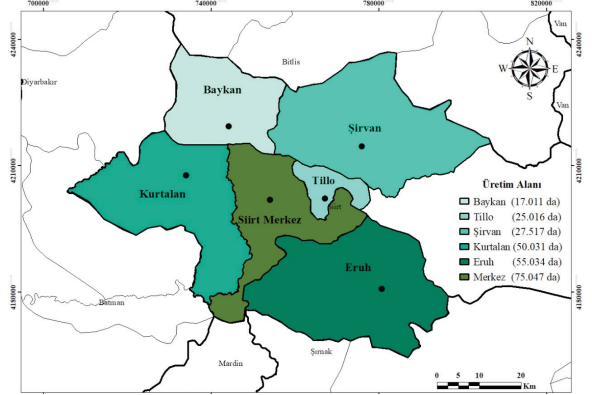 700000 740000 780000 820000
4240000
4240000
Van
Bitlis
N
W E
S
Diyarbakır
Baykan
Van
Şirvan
Tillo
Siirt
Üretim Alanı
Baykan (17.011 da)
Tillo (25.016 da)
Şirvan (27.517 da)
Kurtalan (50.031 da)
Eruh (55.034 da)
Merkez (75.047 da)
Kurtalan
Siirt Merkez
Eruh
Batman
Mardin
Şırnak
0 5 10 20
Km